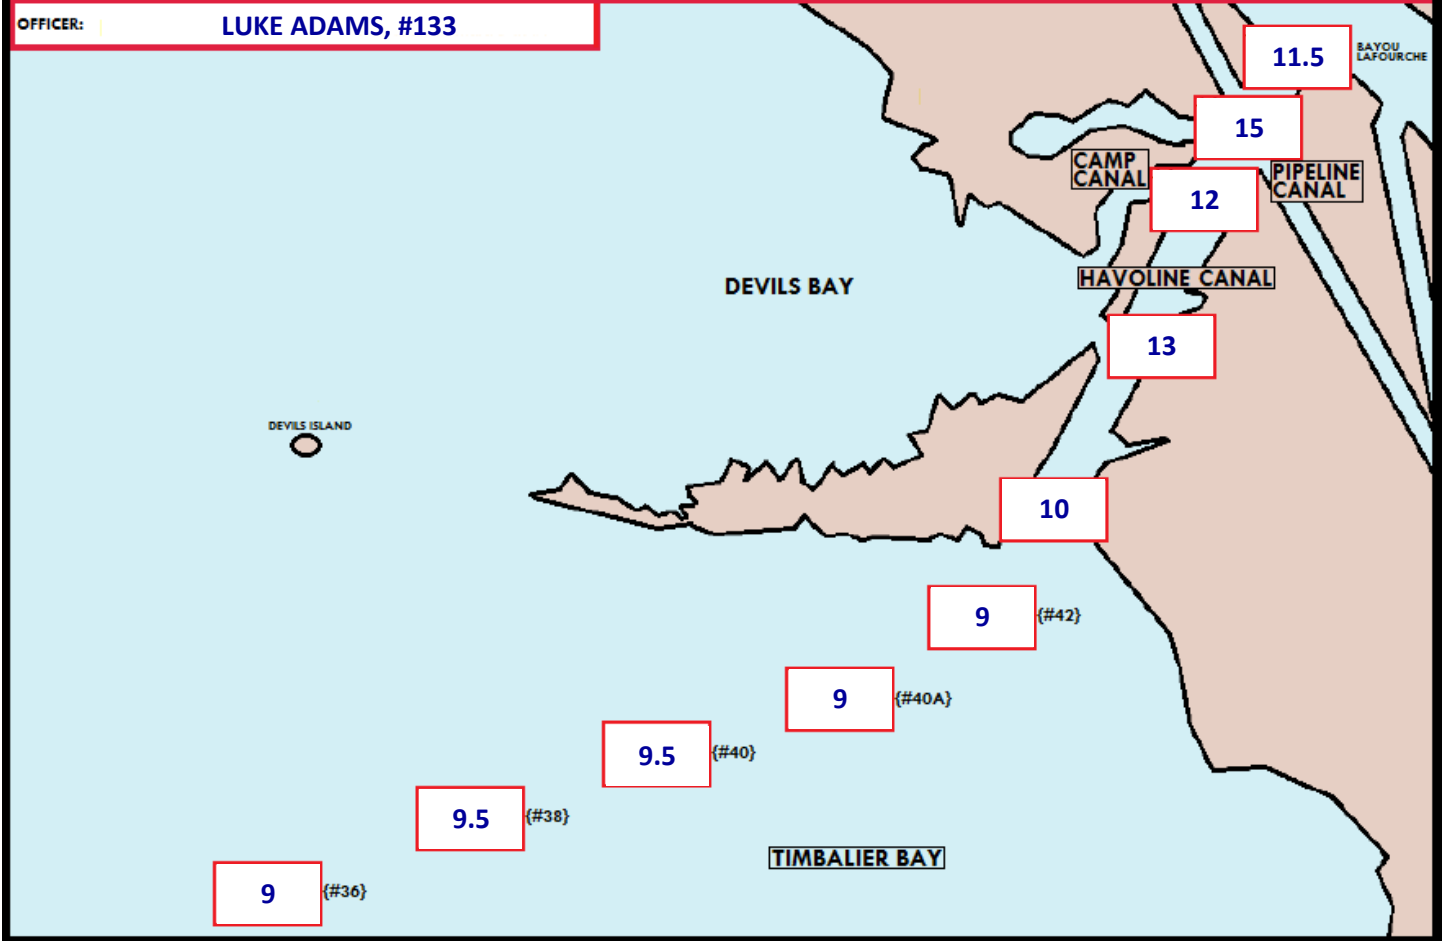 OFFICER: LUKE ADAMS, #133
11.5
BAYOU
LAFOURCHE
15
CAMP
CANAL
PIPELINE
CANAL
12
HAVOLINE CANAL
DEVILS BAY
13
DEVILS ISLAND
10
9 {#42}
9 {#40A}
9.5 {#40}
9.5 {#38}
TIMBALIER BAY
9 {#36}